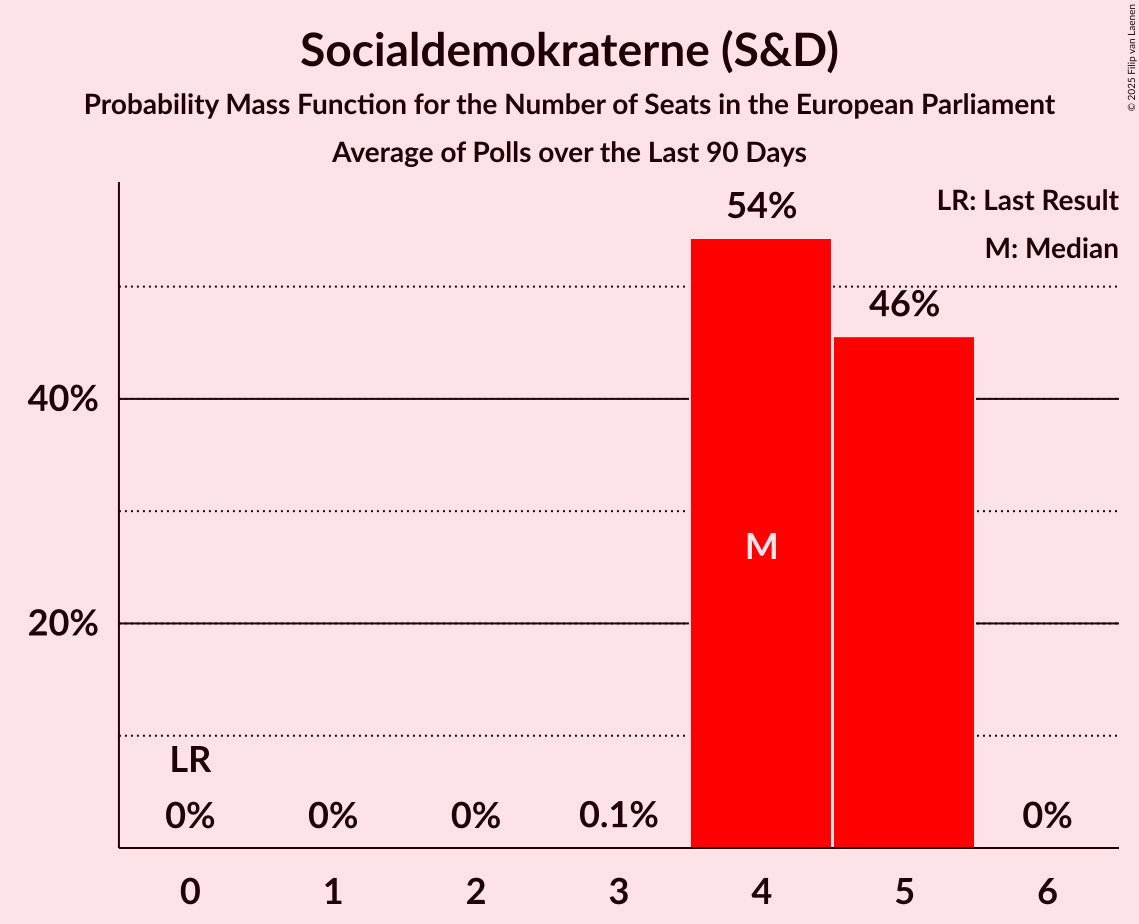 Socialdemokraterne (S&D)
Probability Mass Function for the Number of Seats in the European Parliament
Average of Polls over the Last 90 Days
© 2025 Filip van Laenen
LR: Last Result
M: Median
54%
46%
40%
M
20%
LR
0%
0%
0%
0.1%
0%
0
1
2
3
4
5
6